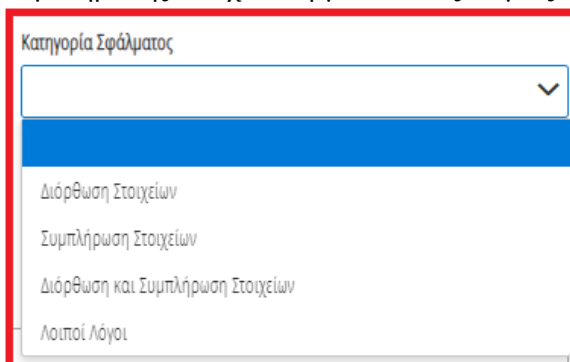 Κατηγορία Σφάλματος
Διόρθωση Στοιχείων
Συμπλήρωση Στοιχείων
Διόρθωση και Συμπλήρωση Στοιχείων
Λοιποί Λόγοι